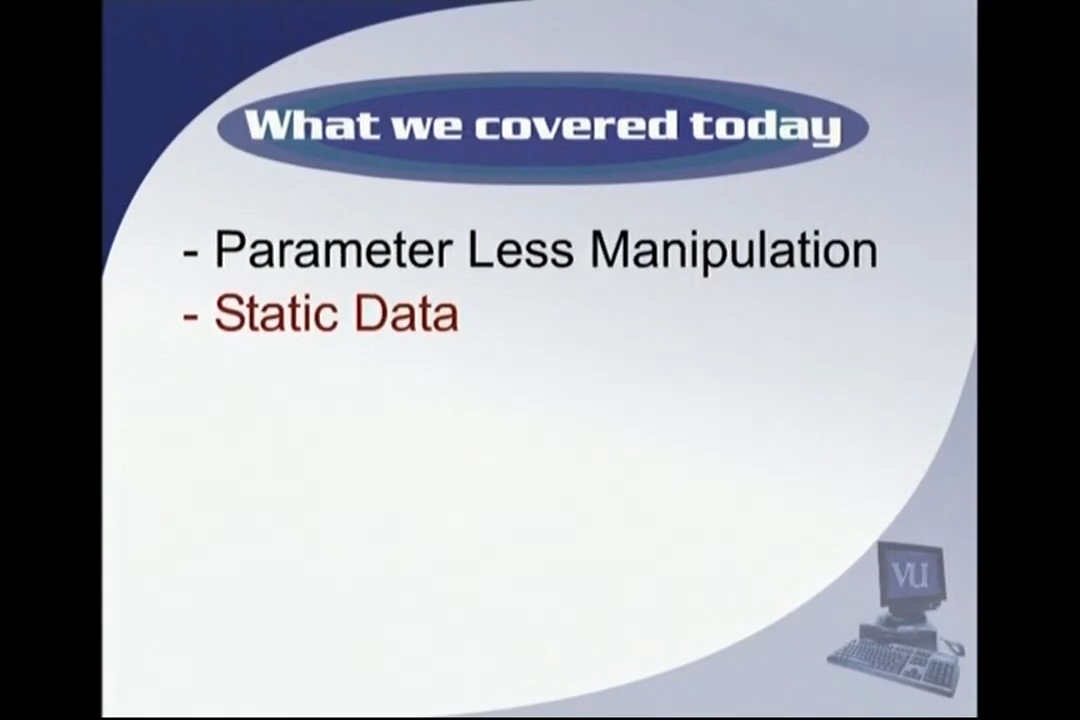 What we covered today
- Parameter Less Manipulation
- Static Data
VU